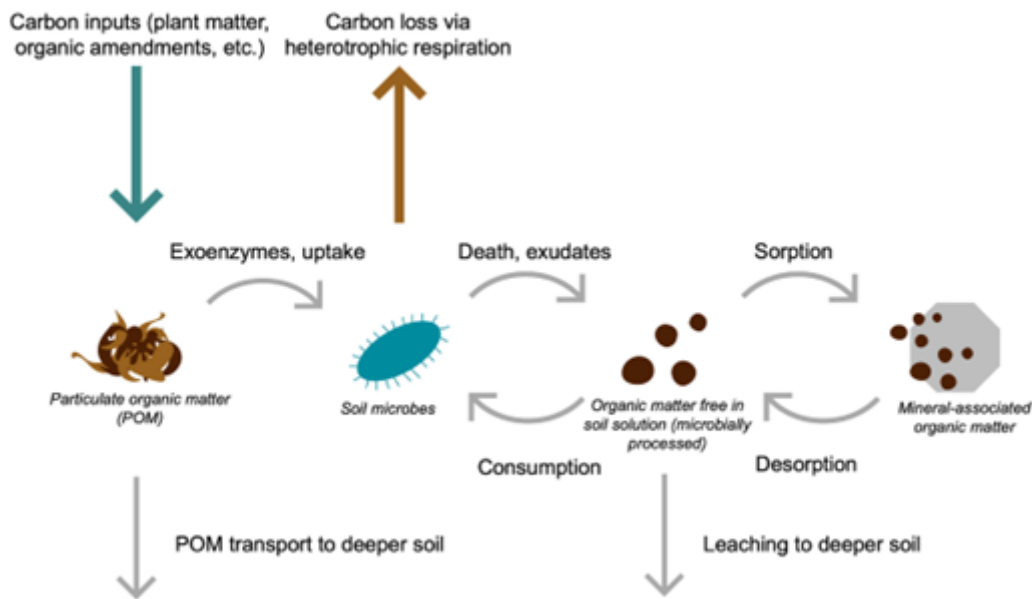 Carbon inputs (plant matter,
organic amendments, etc.)
Carbon loss via
heterotrophic respiration
Exoenzymes, uptake
Death, exudates
Sorption
Particulate organic matter
(POM)
Soil microbes
Organic matter free in
soil solution (microbially
processed)
Mineral-associated
organic matter
Consumption
Desorption
POM transport to deeper soil
Leaching to deeper soil